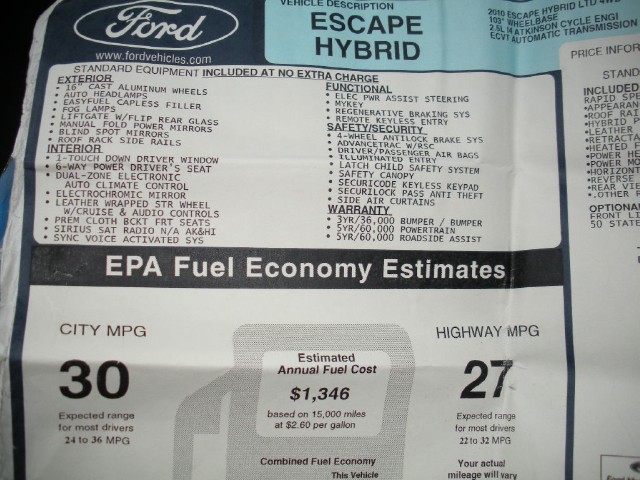 Ford
www.fordvehicles.com
VEHICLE DESCRIPTION
ESCAPE
HYBRID
2010 ESCAPE HYBRID LTD 4WD
103" WHEELBASE
2.5L I4 ATKINSON CYCLE ENGI
ECVT AUTOMATIC TRANSMISSION
STANDARD EQUIPMENT INCLUDED AT NO EXTRA CHARGE
EXTERIOR
• 16" CAST ALUMINUM WHEELS
• AUTO HEADLAMPS
• EASYFUEL CAPLESS FILLER
• FOG LAMPS
• LIFTGATE W/FLIP REAR GLASS
• MANUAL FOLD POWER MIRRORS
• BLIND SPOT MIRRORS
• ROOF RACK SIDE RAILS
INTERIOR
• 1-TOUCH DOWN DRIVER WINDOW
• 6-WAY POWER DRIVER'S SEAT
• DUAL-ZONE ELECTRONIC
AUTO CLIMATE CONTROL
• ELECTROCHROMIC MIRROR
• LEATHER WRAPPED STR WHEEL
W/CRUISE & AUDIO CONTROLS
• PREM CLOTH BCKT FRT SEATS
• SIRIUS SAT RADIO N/A AK&HI
• SYNC VOICE ACTIVATED SYS
FUNCTIONAL
• ELEC PWR ASSIST STEERING
• MYKEY
• REGENERATIVE BRAKING SYS
• REMOTE KEYLESS ENTRY
SAFETY/SECURITY
• 4-WHEEL ANTILOCK BRAKE SYS
• ADVANCETRAC W/RSC
• DRIVER/PASSENGER AIR BAGS
• ILLUMINATED ENTRY
• LATCH CHILD SAFETY SYSTEM
• SAFETY CANOPY
• SECURICODE KEYLESS KEYPAD
• SECURILOCK PASS ANTI THEFT
• SIDE AIR CURTAINS
WARRANTY
• 3YR/36,000 BUMPER / BUMPER
• 5YR/60,000 POWERTRAIN
• 5YR/60,000 ROADSIDE ASSIST
PRICE INFOR
STAND
INCLUDED
RAPID SPE
•APPEARAN
•ROOF RA
•HYBRID P
•LEATHER
•HEATED F
•POWER HE
•POWER M
•HORIZONT
•REVERSE
•REAR VIE
•.OTHER F
OPTIONA
FRONT LI
50 STATE
EPA Fuel Economy Estimates
CITY MPG
30
Expected range
for most drivers
24 to 36 MPG
Estimated
Annual Fuel Cost
$1,346
based on 15,000 miles
at $2.60 per gallon
Combined Fuel Economy
This Vehicle
HIGHWAY MPG
27
Expected range
for most drivers
22 to 32 MPG
Your actual
mileage will vary